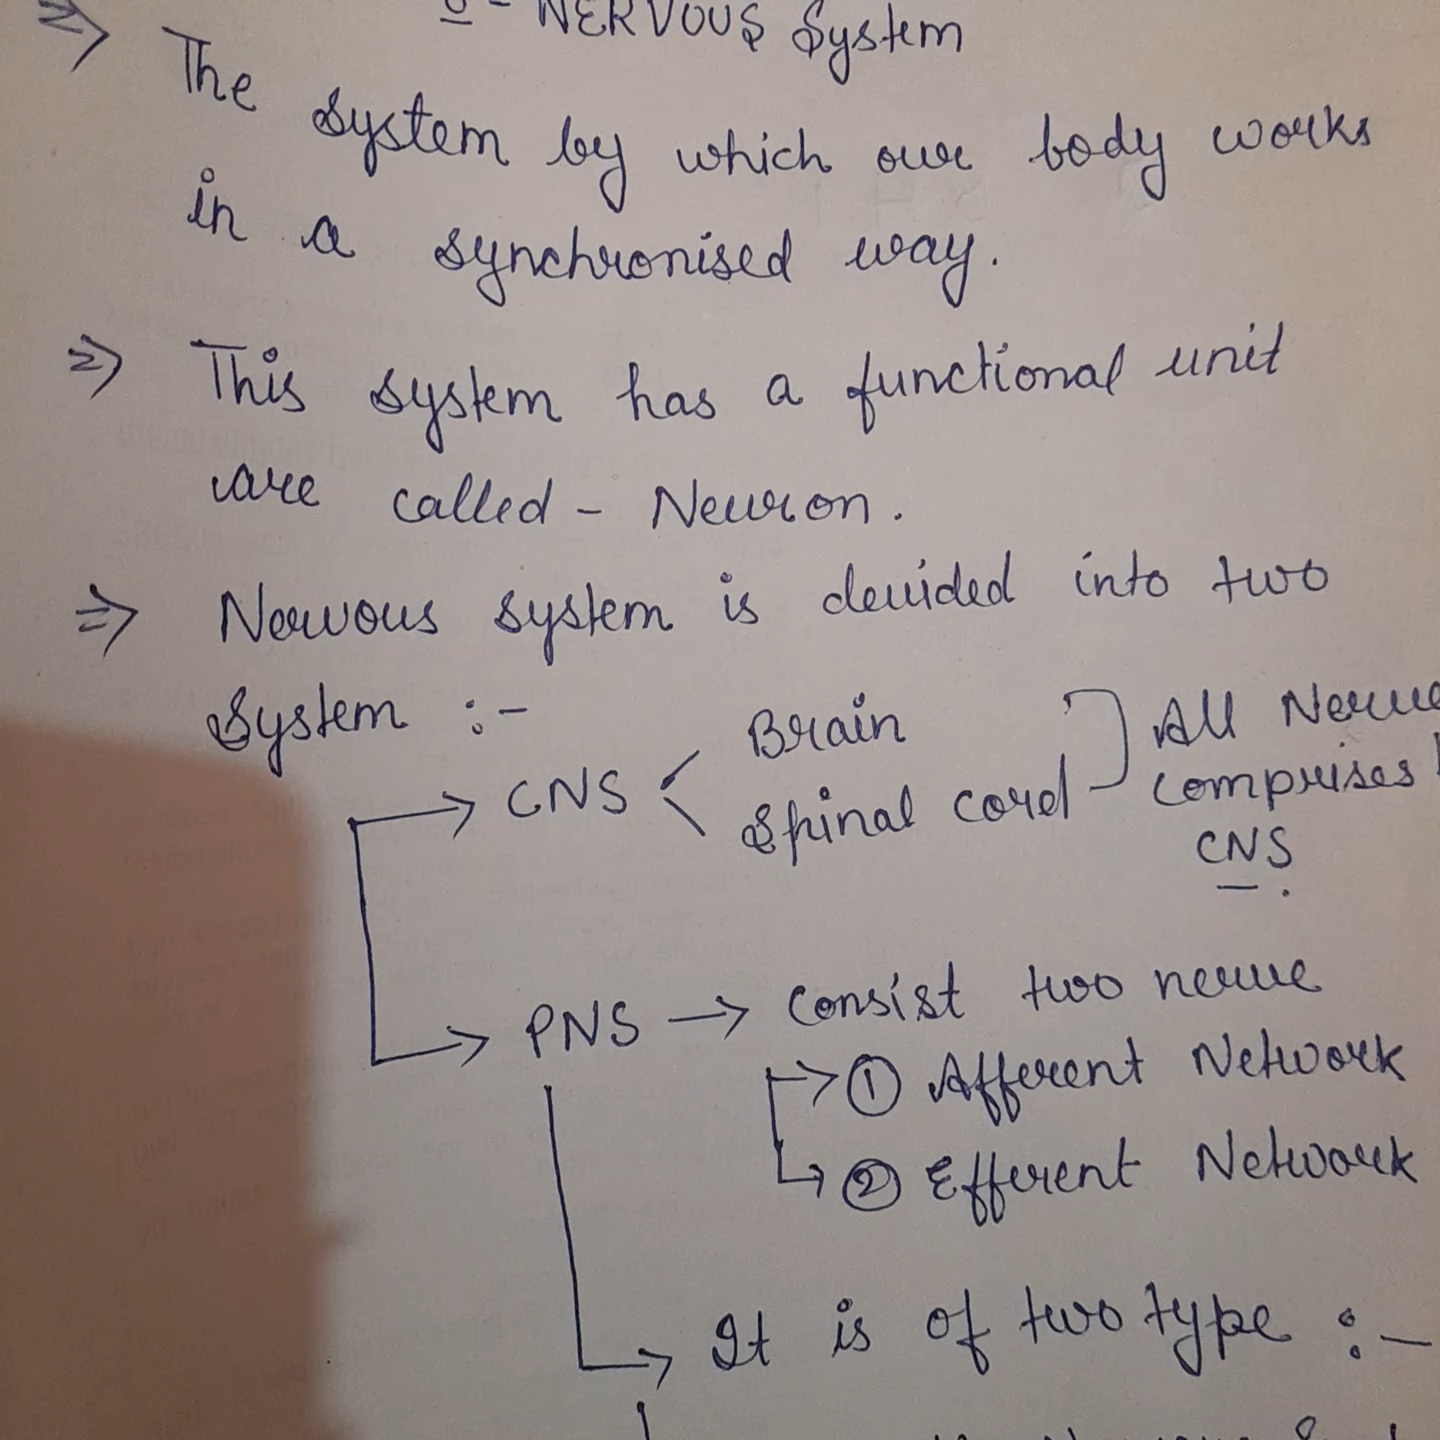 NERVOUS System
⇒ The system by which our body works
in a synchronised way.
⇒ This system has a functional unit
are called - Neuron.
⇒ Nervous system is devided into two
System :-
→ CNS < Brain
Spinal cord
All Nerve
comprises
CNS.
→ PNS → Consist two nerve
→ ① Afferent Network
→ ② Efferent Network
→ It is of two type :-